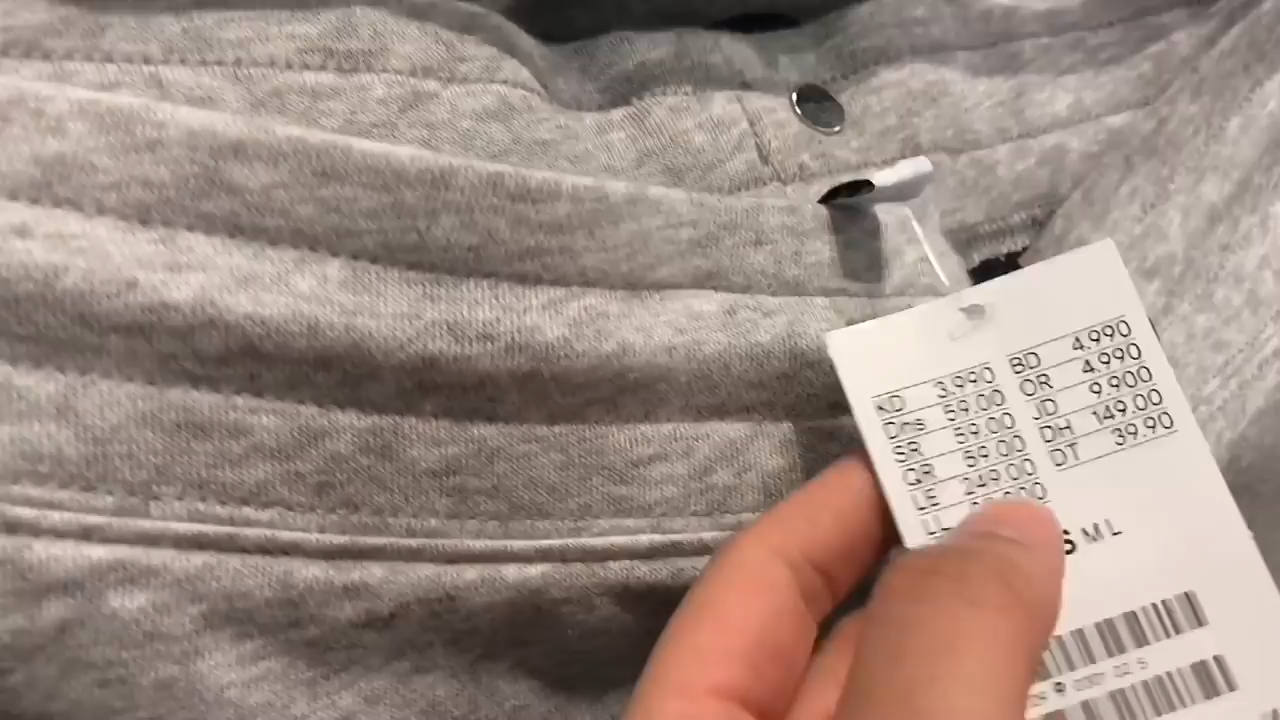 KD 3.990 BD 4.990
Dhs 59.00 OR 4.990
SR 59.00 JD 9.900
QR 59.00 DH 149.00
LE 249.00 DT 39.90
LL
S M L